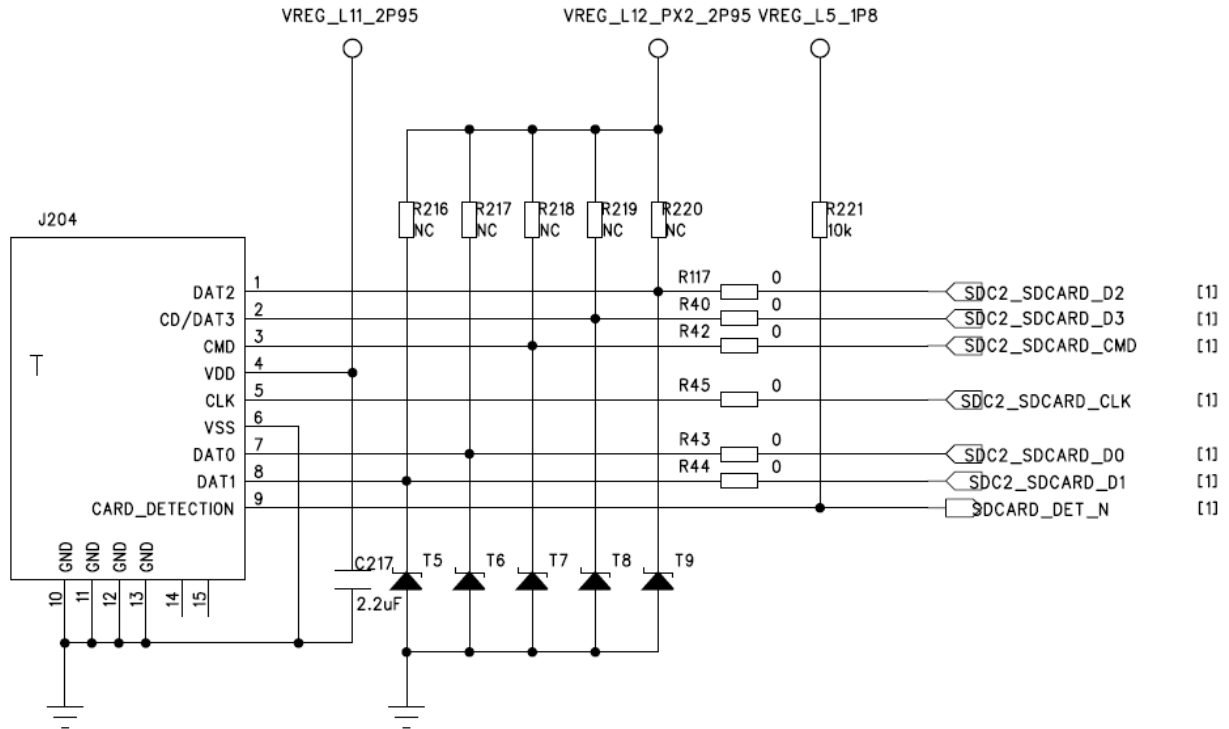 VREG_L11_2P95 VREG_L12_PX2_2P95 VREG_L5_1P8
R216 R217 R218 R219 R220 R221
NC NC NC NC NC 10k
J204
DAT2 1 R117 0 SDC2_SDCARD_D2 [1]
CD/DAT3 2 R40 0 SDC2_SDCARD_D3 [1]
CMD 3 R42 0 SDC2_SDCARD_CMD [1]
T
VDD 4
CLK 5 R45 0 SDC2_SDCARD_CLK [1]
VSS 6
DAT0 7 R43 0 SDC2_SDCARD_D0 [1]
DAT1 8 R44 0 SDC2_SDCARD_D1 [1]
CARD_DETECTION 9 SDCARD_DET_N [1]
GND GND GND GND
C217 T5 T6 T7 T8 T9
2.2uF
10 11 12 13 14 15